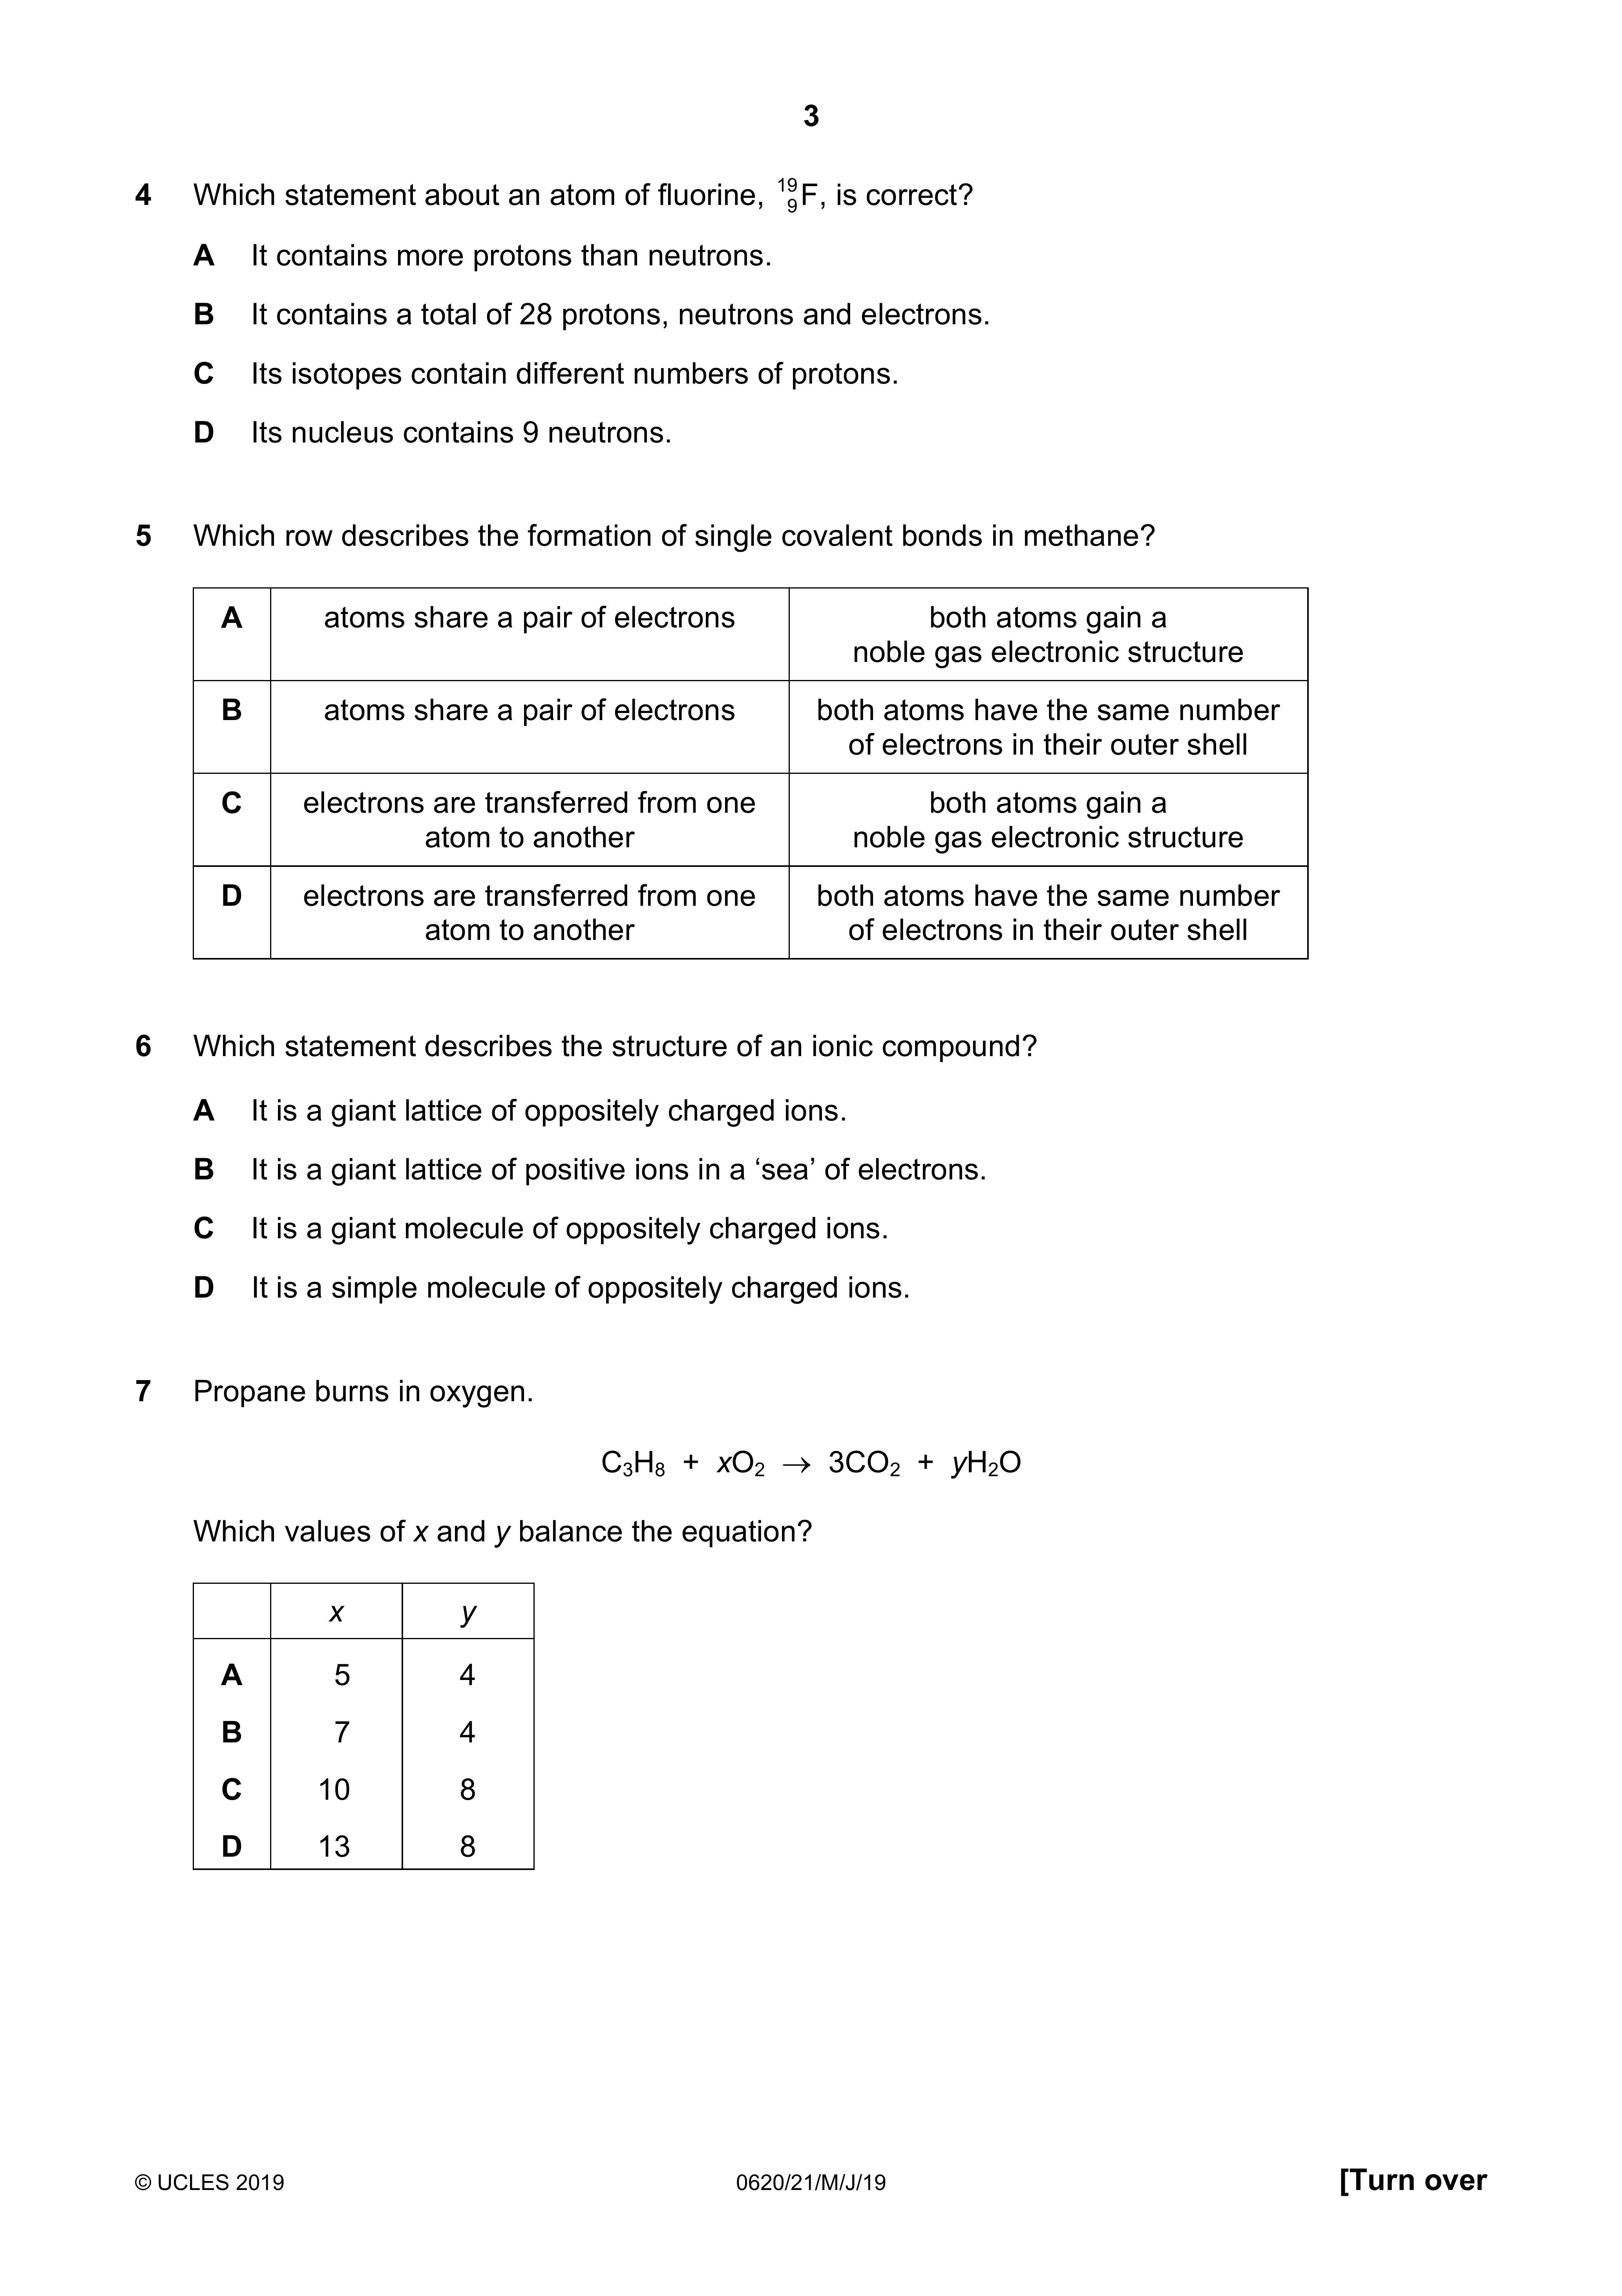 3
4 Which statement about an atom of fluorine, ¹⁹₉F, is correct?
A It contains more protons than neutrons.
B It contains a total of 28 protons, neutrons and electrons.
C Its isotopes contain different numbers of protons.
D Its nucleus contains 9 neutrons.
5 Which row describes the formation of single covalent bonds in methane?
A atoms share a pair of electrons both atoms gain a
noble gas electronic structure
B atoms share a pair of electrons both atoms have the same number
of electrons in their outer shell
C electrons are transferred from one both atoms gain a
atom to another noble gas electronic structure
D electrons are transferred from one both atoms have the same number
atom to another of electrons in their outer shell
6 Which statement describes the structure of an ionic compound?
A It is a giant lattice of oppositely charged ions.
B It is a giant lattice of positive ions in a ‘sea’ of electrons.
C It is a giant molecule of oppositely charged ions.
D It is a simple molecule of oppositely charged ions.
7 Propane burns in oxygen.
C₃H₈ + xO₂ → 3CO₂ + yH₂O
Which values of x and y balance the equation?
x y
A 5 4
B 7 4
C 10 8
D 13 8
© UCLES 2019 0620/21/M/J/19 [Turn over